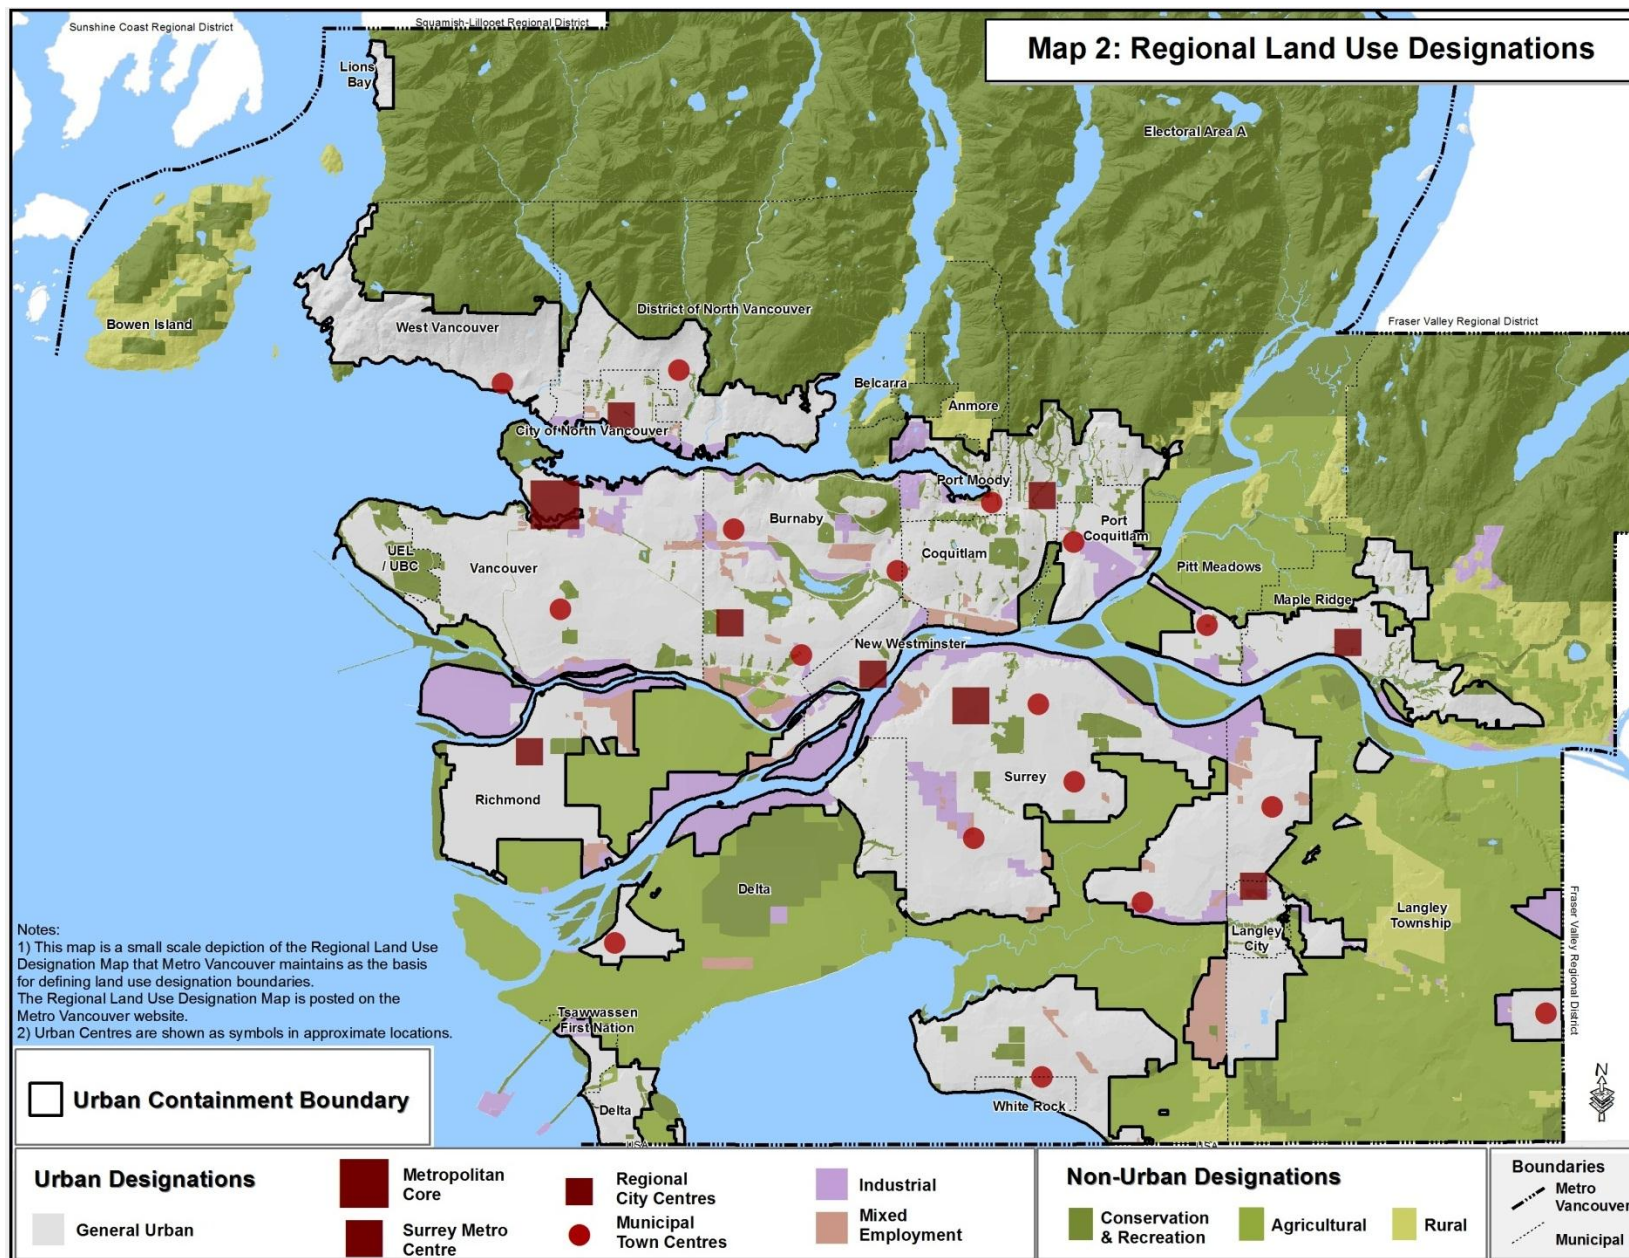 Sunshine Coast Regional District
Squamish-Lillooet Regional District
Map 2: Regional Land Use Designations
Lions
Bay
Electoral Area A
Bowen Island
West Vancouver
District of North Vancouver
Fraser Valley Regional District
Belcarra
Anmore
City of North Vancouver
Port Moody
Burnaby
Port
Coquitlam
Coquitlam
UEL
/ UBC
Vancouver
Pitt Meadows
Maple Ridge
New Westminster
Surrey
Richmond
Delta
Langley
Township
Langley
City
Fraser Valley Regional District
Notes:
1) This map is a small scale depiction of the Regional Land Use
Designation Map that Metro Vancouver maintains as the basis
for defining land use designation boundaries.
The Regional Land Use Designation Map is posted on the
Metro Vancouver website.
2) Urban Centres are shown as symbols in approximate locations.
Tsawwassen
First Nation
Delta
White Rock
N
USA
USA
Urban Containment Boundary
Urban Designations
General Urban
Metropolitan
Core
Surrey Metro
Centre
Regional
City Centres
Municipal
Town Centres
Industrial
Mixed
Employment
Non-Urban Designations
Conservation
& Recreation
Agricultural
Rural
Boundaries
Metro
Vancouver
Municipal